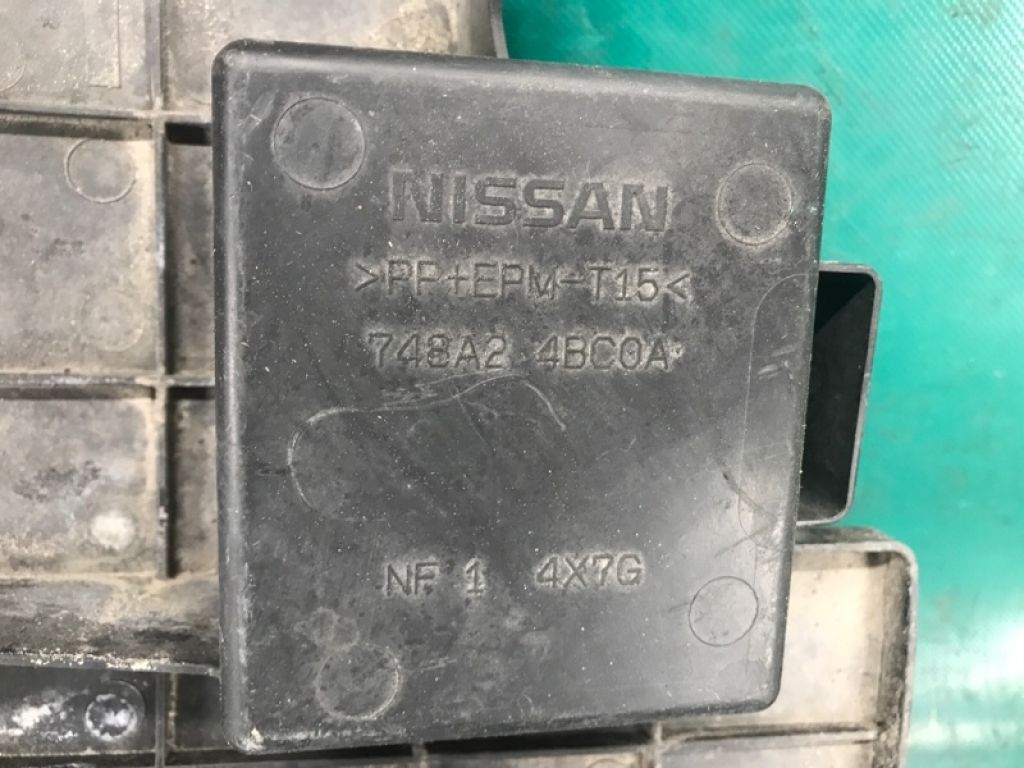 NISSAN
>PP+EPM-T15<
748A2 4BC0A
NF 1 4X7G